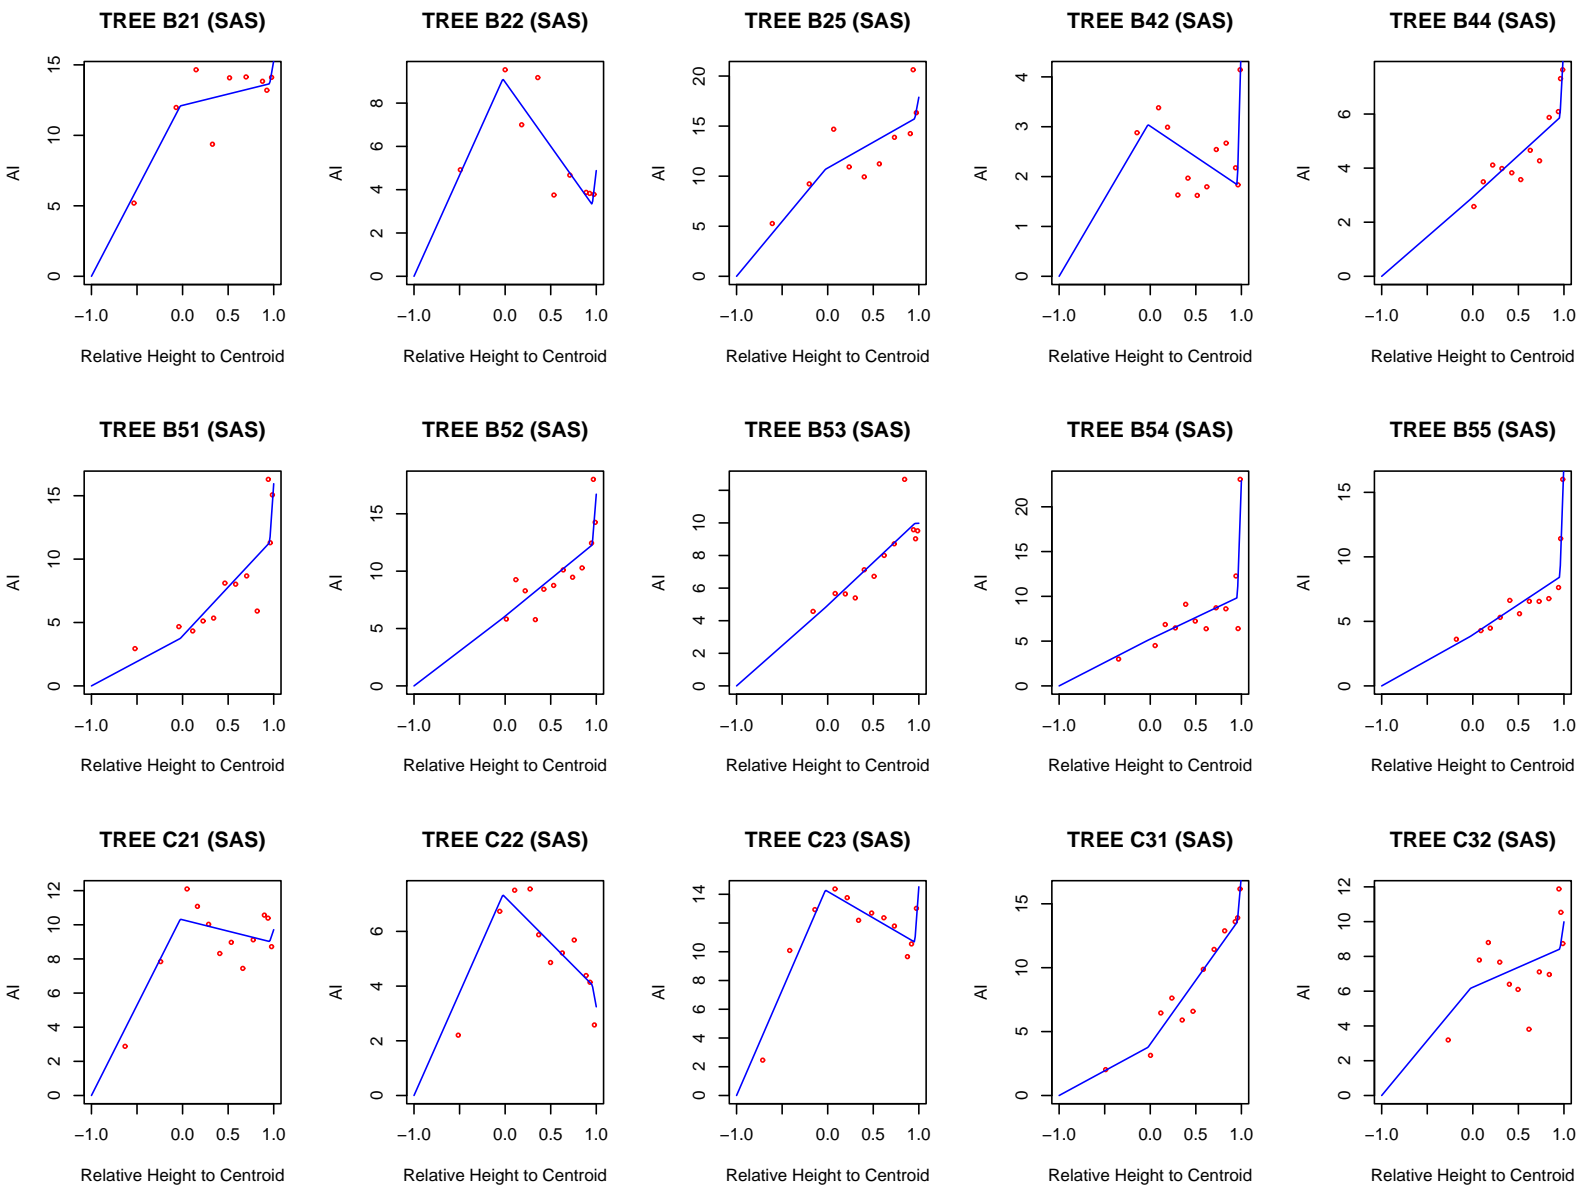 TREE B21 (SAS)
AI
0 5 10 15
−1.0 0.0 0.5 1.0
Relative Height to Centroid
TREE B22 (SAS)
AI
0 2 4 6 8
−1.0 0.0 0.5 1.0
Relative Height to Centroid
TREE B25 (SAS)
AI
0 5 10 15 20
−1.0 0.0 0.5 1.0
Relative Height to Centroid
TREE B42 (SAS)
AI
0 1 2 3 4
−1.0 0.0 0.5 1.0
Relative Height to Centroid
TREE B44 (SAS)
AI
0 2 4 6
−1.0 0.0 0.5 1.0
Relative Height to Centroid
TREE B51 (SAS)
AI
0 5 10 15
−1.0 0.0 0.5 1.0
Relative Height to Centroid
TREE B52 (SAS)
AI
0 5 10 15
−1.0 0.0 0.5 1.0
Relative Height to Centroid
TREE B53 (SAS)
AI
0 2 4 6 8 10
−1.0 0.0 0.5 1.0
Relative Height to Centroid
TREE B54 (SAS)
AI
0 5 10 15 20
−1.0 0.0 0.5 1.0
Relative Height to Centroid
TREE B55 (SAS)
AI
0 5 10 15
−1.0 0.0 0.5 1.0
Relative Height to Centroid
TREE C21 (SAS)
AI
0 2 4 6 8 10 12
−1.0 0.0 0.5 1.0
Relative Height to Centroid
TREE C22 (SAS)
AI
0 2 4 6
−1.0 0.0 0.5 1.0
Relative Height to Centroid
TREE C23 (SAS)
AI
0 2 4 6 8 10 14
−1.0 0.0 0.5 1.0
Relative Height to Centroid
TREE C31 (SAS)
AI
0 5 10 15
−1.0 0.0 0.5 1.0
Relative Height to Centroid
TREE C32 (SAS)
AI
0 2 4 6 8 10 12
−1.0 0.0 0.5 1.0
Relative Height to Centroid